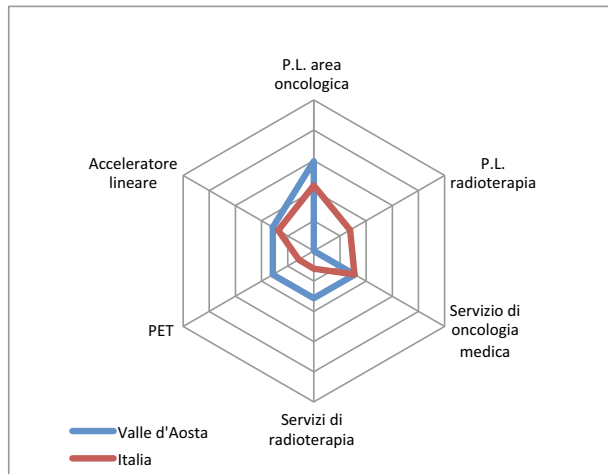 P.L. area
oncologica
Acceleratore
lineare
P.L.
radioterapia
PET
Servizio di
oncologia
medica
Servizi di
radioterapia
Valle d'Aosta
Italia